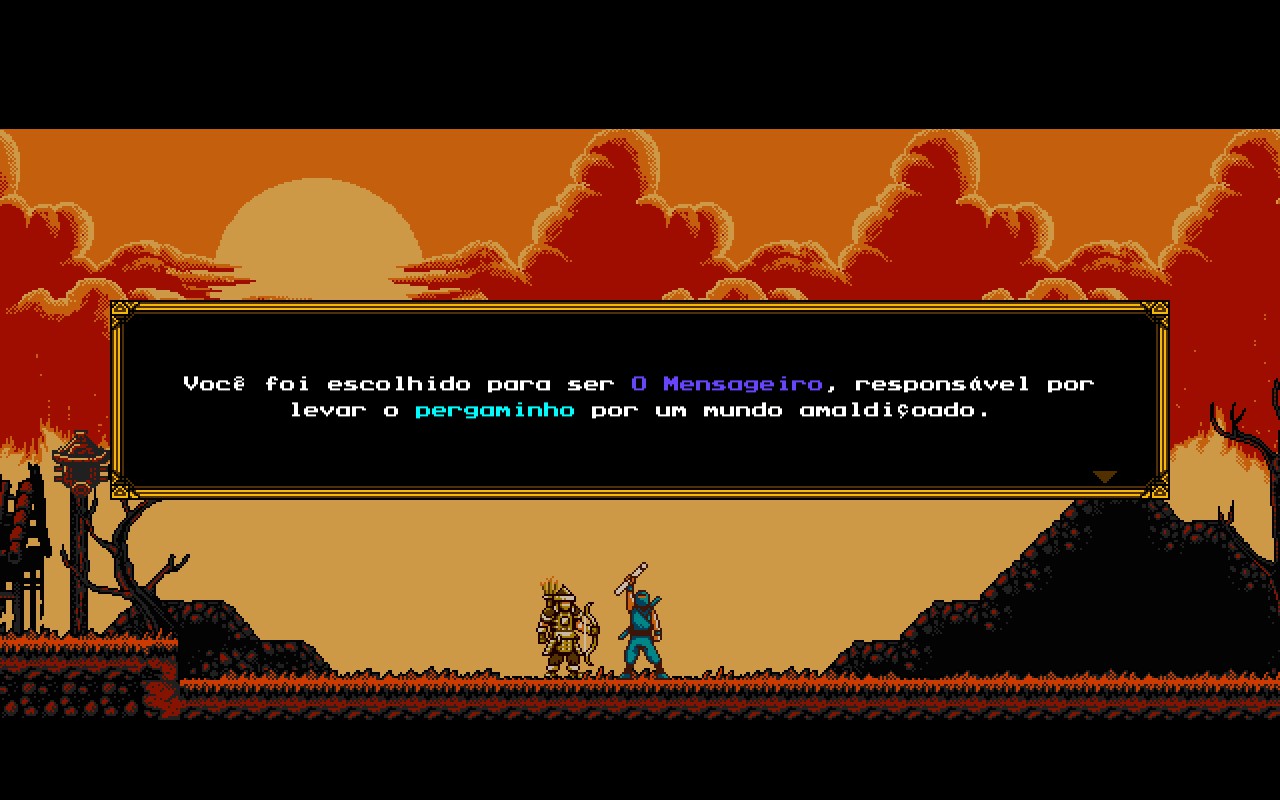 Você foi escolhido para ser O Mensageiro, responsável por
levar o pergaminho por um mundo amaldiçoado.